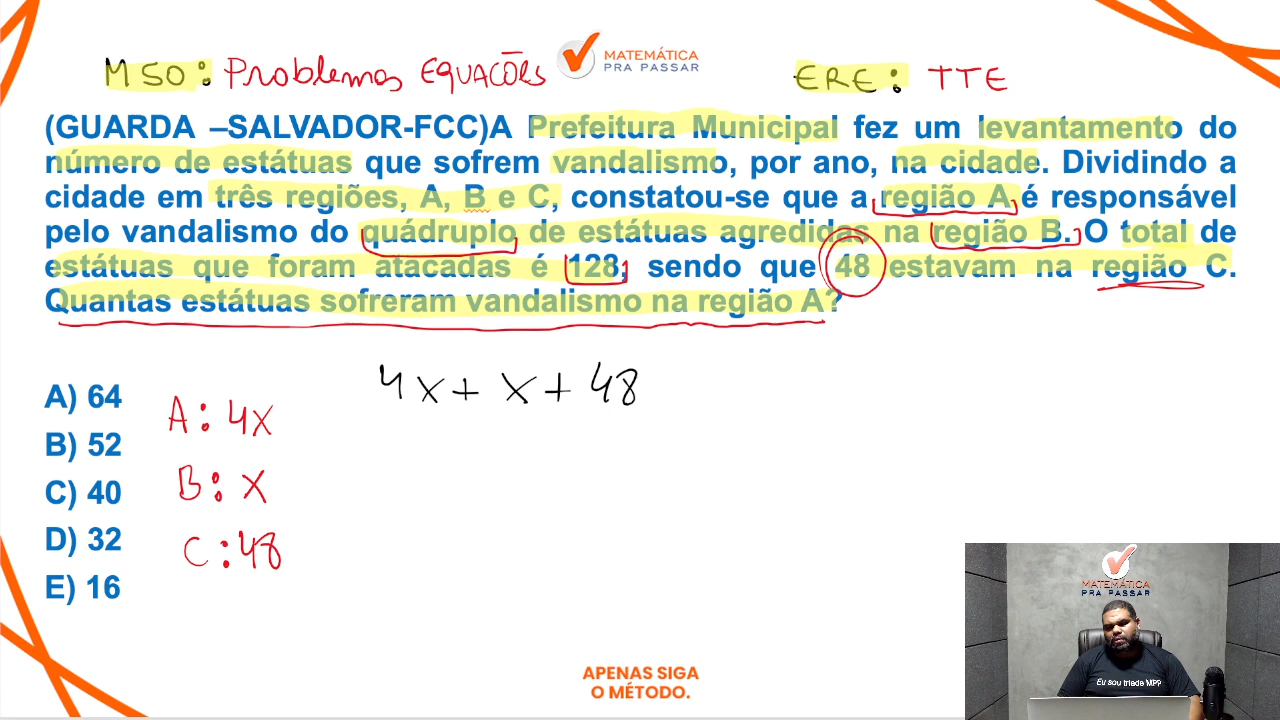 M50: Problemas EQUAÇÕES
MATEMÁTICA
PRA PASSAR
ERE: TTE
(GUARDA –SALVADOR-FCC)A Prefeitura Municipal fez um levantamento do
número de estátuas que sofrem vandalismo, por ano, na cidade. Dividindo a
cidade em três regiões, A, B e C, constatou-se que a região A é responsável
pelo vandalismo do quádruplo de estátuas agredidas na região B. O total de
estátuas que foram atacadas é 128, sendo que 48 estavam na região C.
Quantas estátuas sofreram vandalismo na região A?
4x + x + 48
A) 64
B) 52
C) 40
D) 32
E) 16
A: 4x
B: x
C: 48
MATEMÁTICA
PRA PASSAR
Eu sou tríade MPP
APENAS SIGA
O MÉTODO.